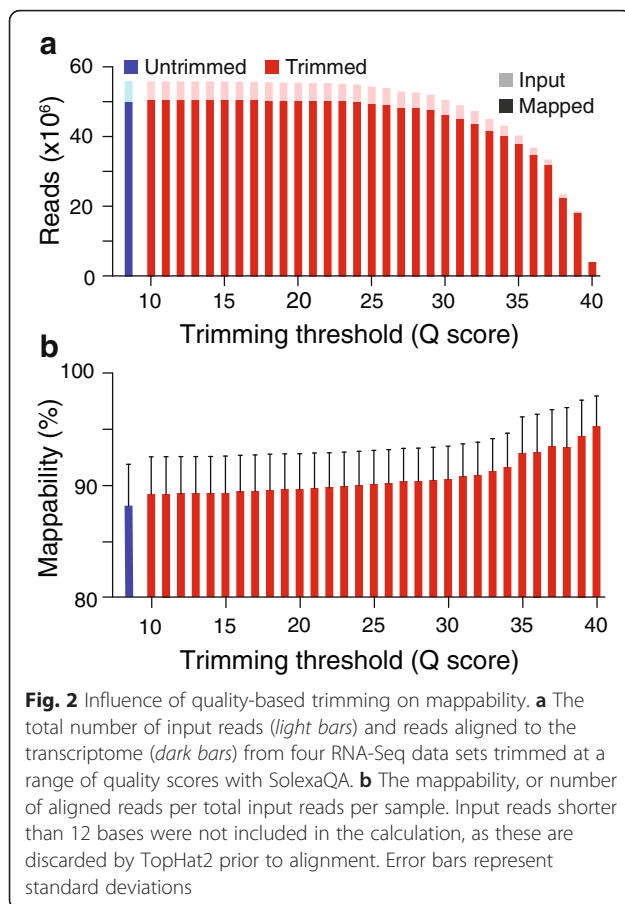 a
60
40
20
0
Reads (x10⁶)
Untrimmed
Trimmed
Input
Mapped
10
15
20
25
30
35
40
Trimming threshold (Q score)
b
100
90
80
Mappability (%)
10
15
20
25
30
35
40
Trimming threshold (Q score)
Fig. 2 Influence of quality-based trimming on mappability. a The
total number of input reads (light bars) and reads aligned to the
transcriptome (dark bars) from four RNA-Seq data sets trimmed at a
range of quality scores with SolexaQA. b The mappability, or number
of aligned reads per total input reads per sample. Input reads shorter
than 12 bases were not included in the calculation, as these are
discarded by TopHat2 prior to alignment. Error bars represent
standard deviations